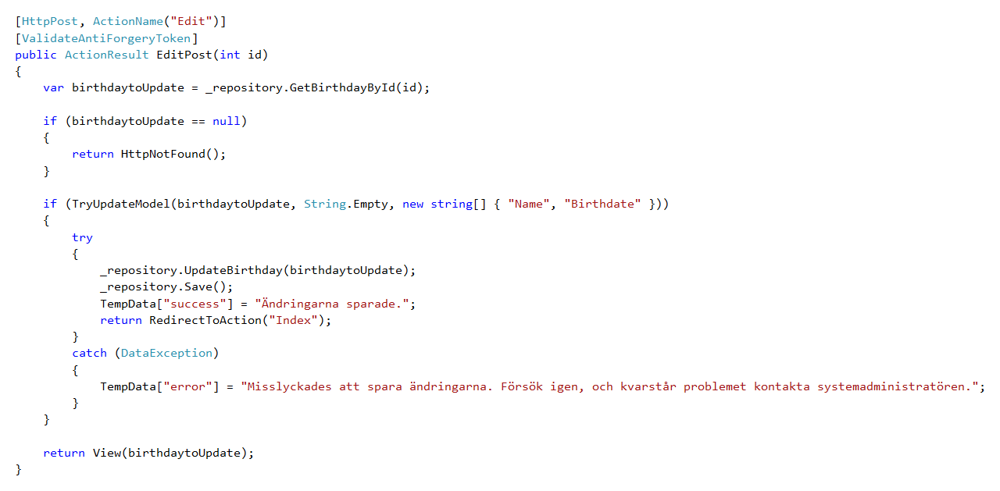 [HttpPost, ActionName("Edit")]
[ValidateAntiForgeryToken]
public ActionResult EditPost(int id)
{
    var birthdaytoUpdate = _repository.GetBirthdayById(id);

    if (birthdaytoUpdate == null)
    {
        return HttpNotFound();
    }

    if (TryUpdateModel(birthdaytoUpdate, String.Empty, new string[] { "Name", "Birthdate" }))
    {
        try
        {
            _repository.UpdateBirthday(birthdaytoUpdate);
            _repository.Save();
            TempData["success"] = "Ändringarna sparade.";
            return RedirectToAction("Index");
        }
        catch (DataException)
        {
            TempData["error"] = "Misslyckades att spara ändringarna. Försök igen, och kvarstår problemet kontakta systemadministratören.";
        }
    }

    return View(birthdaytoUpdate);
}